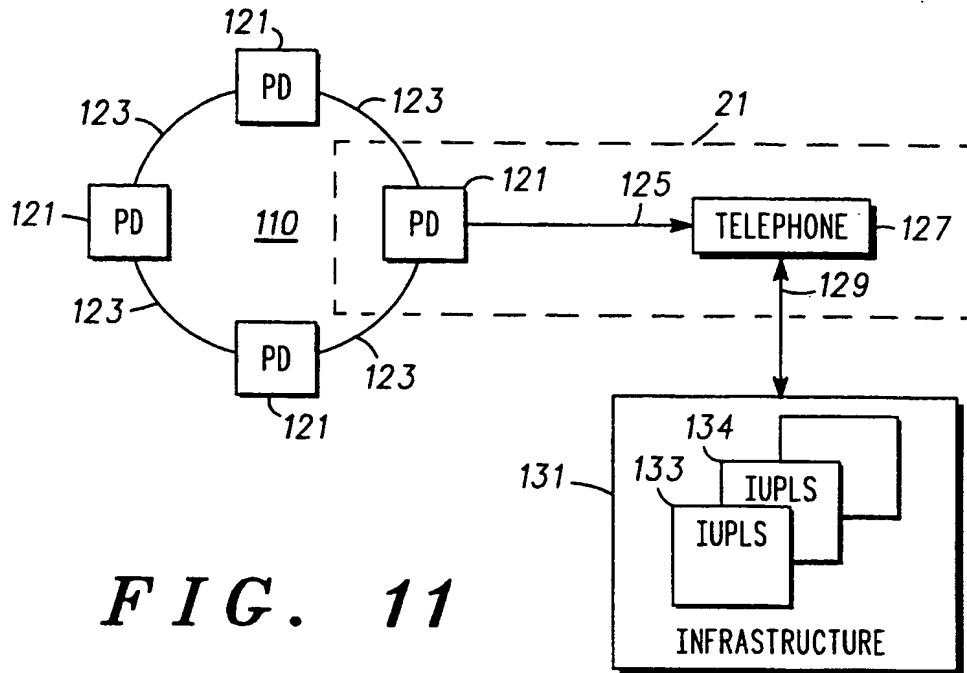 121
PD
123
123
21
121
PD
110
PD
121
125
TELEPHONE
127
129
123
PD
123
121
134
131
133
IUPLS
IUPLS
INFRASTRUCTURE
FIG. 11